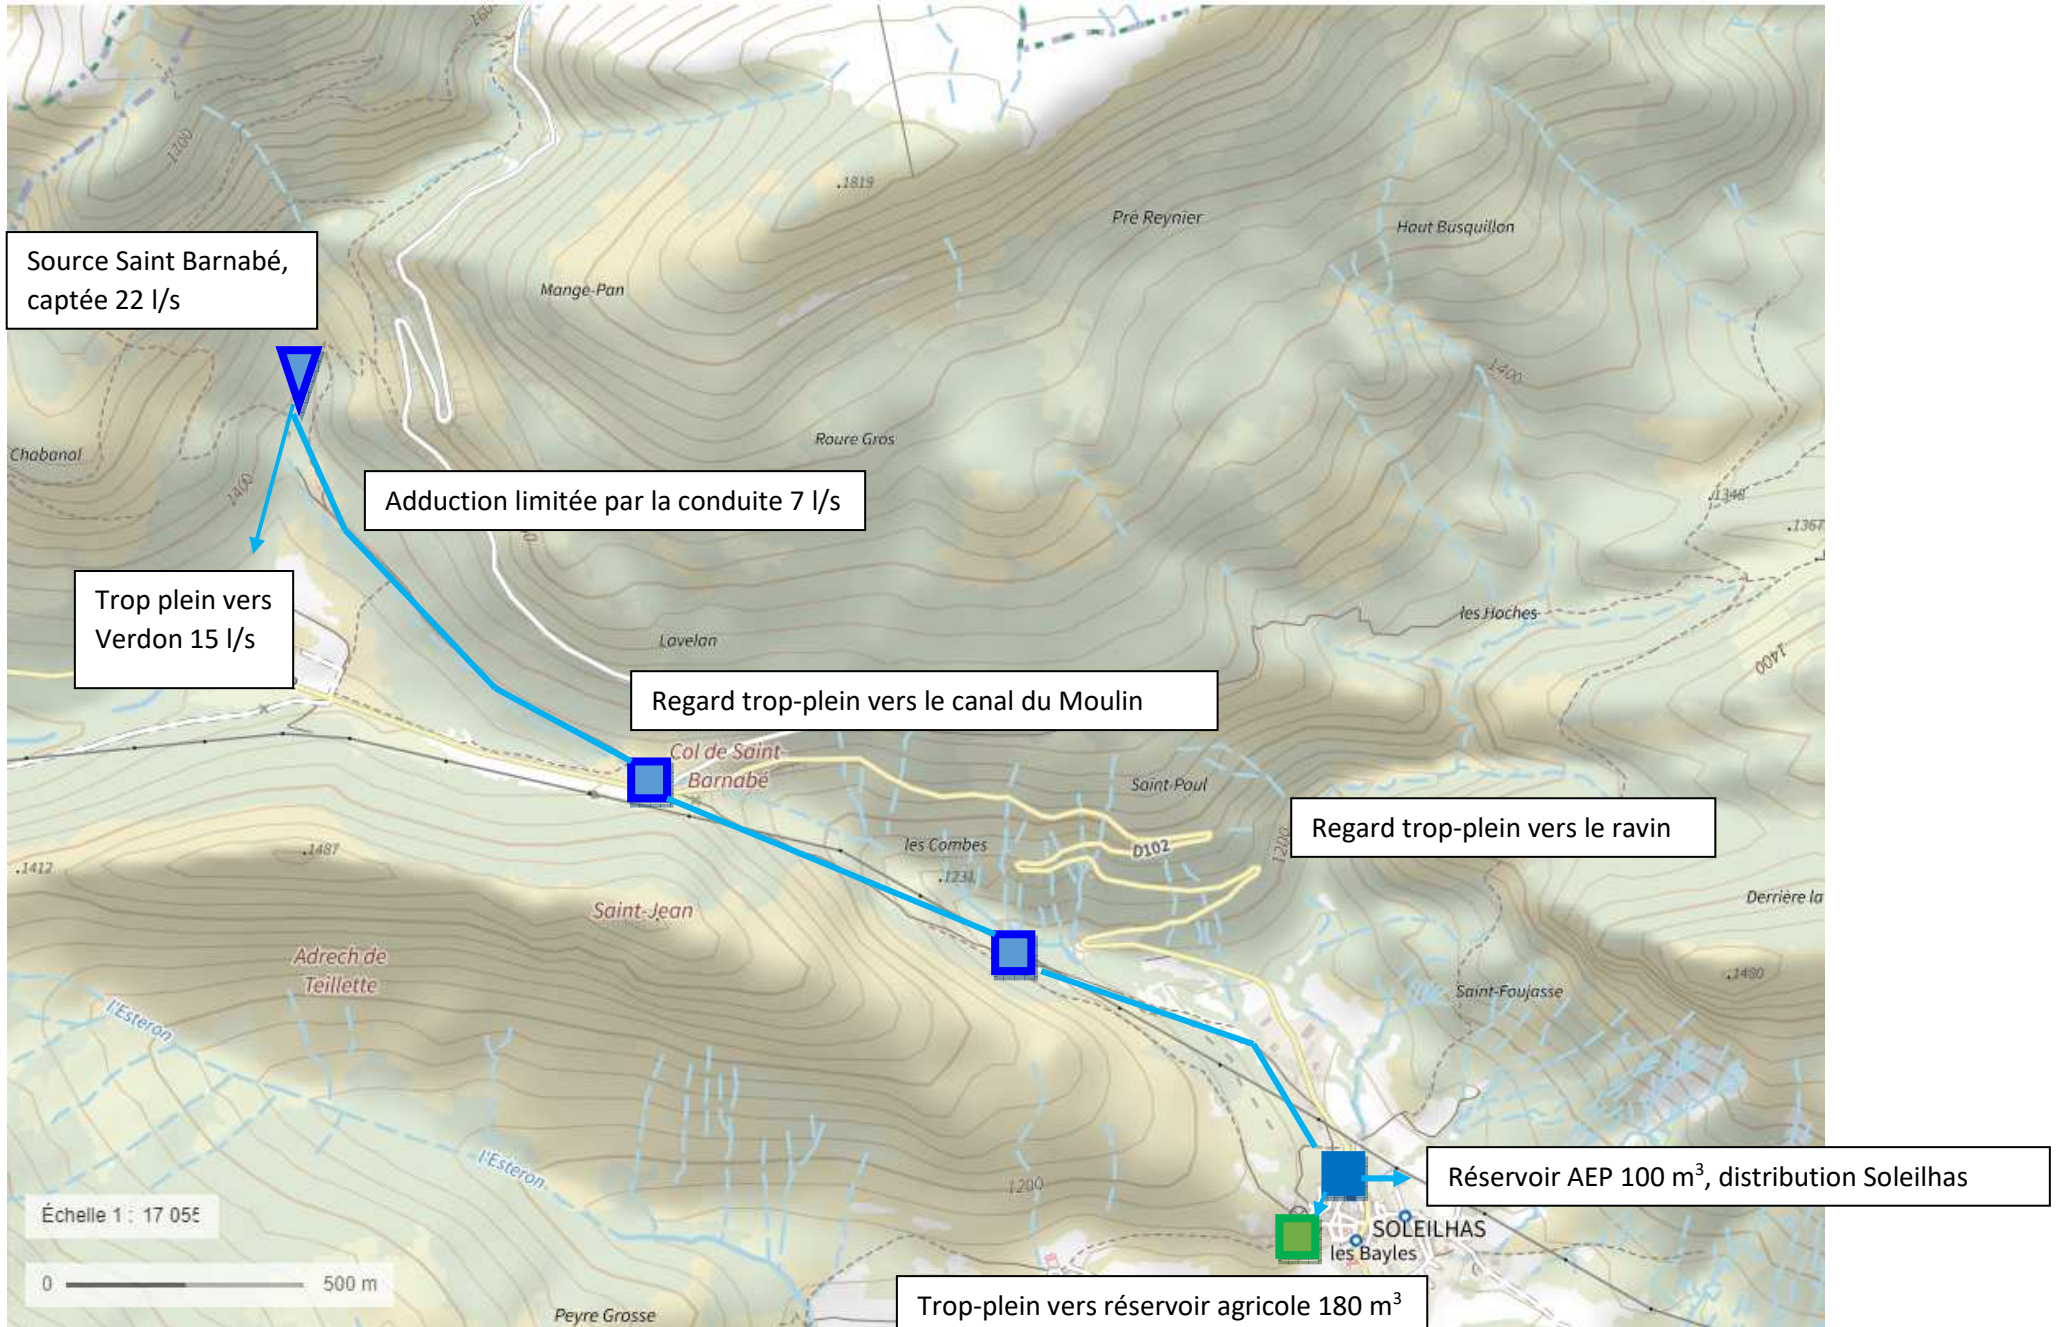 1600
1700
.1819
Pré Reynier
Haut Busquillon
Source Saint Barnabé,
captée 22 l/s
Mange-Pan
1400
Chabanal
Roure Gros
1400
Adduction limitée par la conduite 7 l/s
.1348
.1367
Trop plein vers
Verdon 15 l/s
les Hoches
Lavelan
1400
Regard trop-plein vers le canal du Moulin
Col de Saint-
Barnabé
Saint-Paul
Regard trop-plein vers le ravin
1200
D102
les Combes
.1487
.1412
.1231
Derrière la
Saint-Jean
Adrech de
Teillette
.1480
Saint-Foujasse
l'Esteron
l'Esteron
1200
Réservoir AEP 100 m³, distribution Soleilhas
Échelle 1 : 17 055
SOLEILHAS
les Bayles
0 500 m
Trop-plein vers réservoir agricole 180 m³
Peyre Grosse